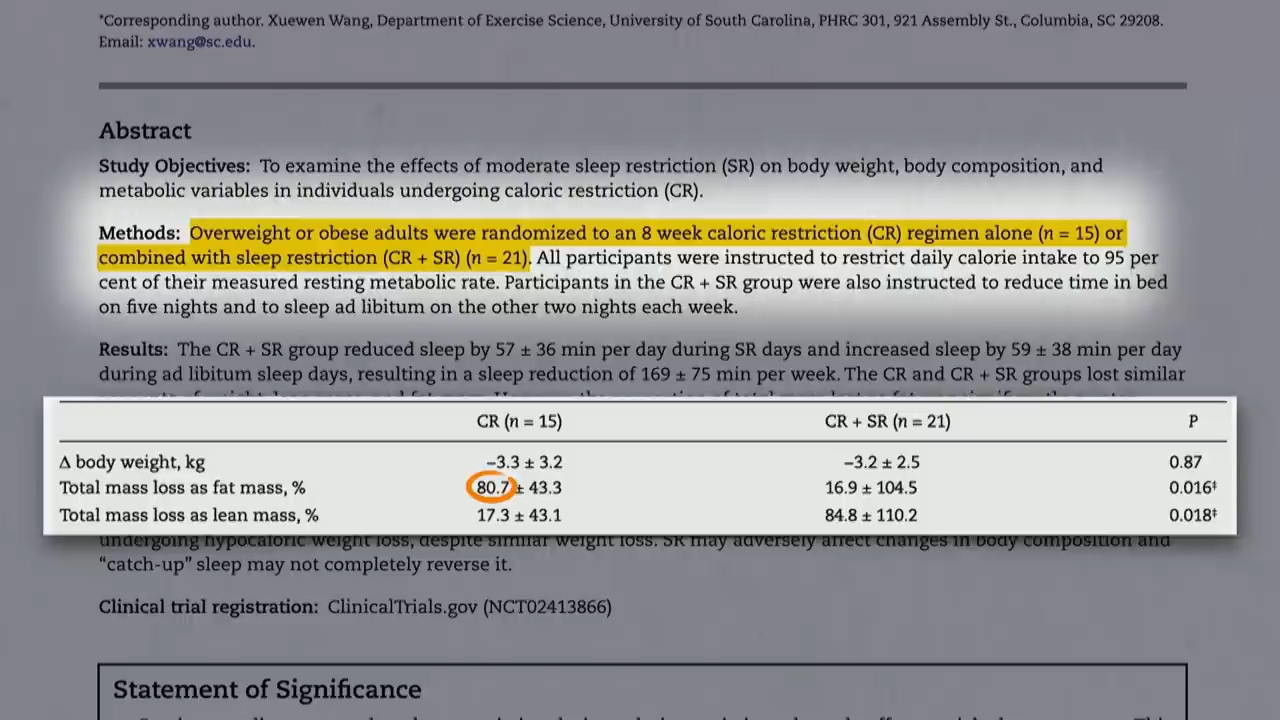 *Corresponding author. Xuewen Wang, Department of Exercise Science, University of South Carolina, PHRC 301, 921 Assembly St., Columbia, SC 29208.
Email: xwang@sc.edu.
Abstract
Study Objectives: To examine the effects of moderate sleep restriction (SR) on body weight, body composition, and
metabolic variables in individuals undergoing caloric restriction (CR).
Methods: Overweight or obese adults were randomized to an 8 week caloric restriction (CR) regimen alone (n = 15) or
combined with sleep restriction (CR + SR) (n = 21). All participants were instructed to restrict daily calorie intake to 95 per
cent of their measured resting metabolic rate. Participants in the CR + SR group were also instructed to reduce time in bed
on five nights and to sleep ad libitum on the other two nights each week.
Results: The CR + SR group reduced sleep by 57 ± 36 min per day during SR days and increased sleep by 59 ± 38 min per day
during ad libitum sleep days, resulting in a sleep reduction of 169 ± 75 min per week. The CR and CR + SR groups lost similar
CR (n = 15) CR + SR (n = 21) P
Δ body weight, kg −3.3 ± 3.2 −3.2 ± 2.5 0.87
Total mass loss as fat mass, % 80.7 ± 43.3 16.9 ± 104.5 0.016‡
Total mass loss as lean mass, % 17.3 ± 43.1 84.8 ± 110.2 0.018‡
undergoing hypocaloric weight loss, despite similar weight loss. SR may adversely affect changes in body composition and
“catch-up” sleep may not completely reverse it.
Clinical trial registration: ClinicalTrials.gov (NCT02413866)
Statement of Significance